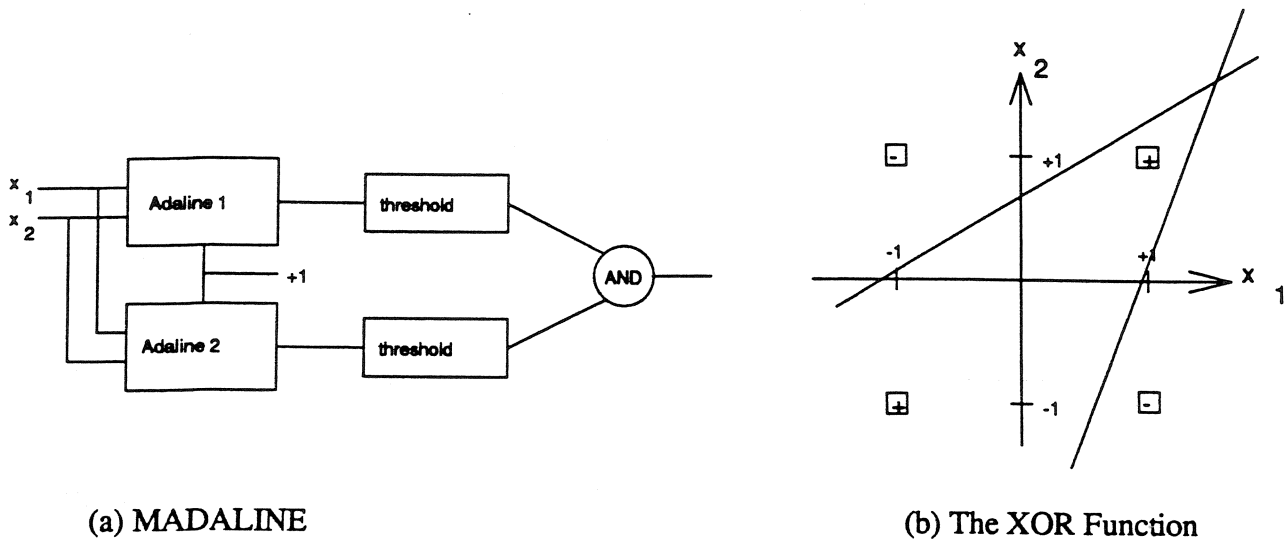 x 1
x 2
Adaline 1
threshold
+1
AND
Adaline 2
threshold
(a) MADALINE
x 2
-
+1
+
-1
+1
x 1
+
-1
-
(b) The XOR Function